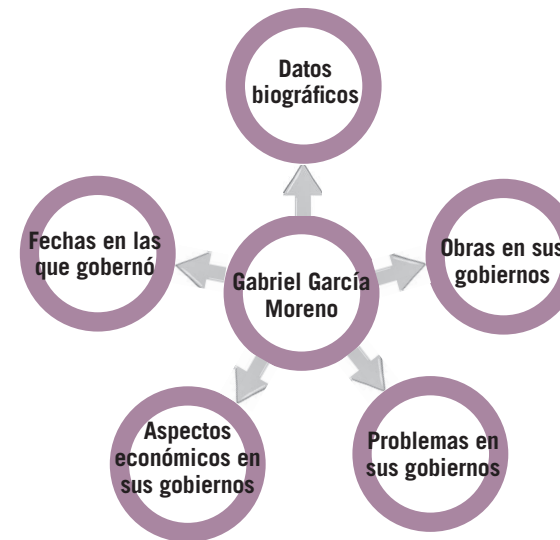 Datos
biográficos
Fechas en las
que gobernó
Obras en sus
gobiernos
Gabriel García
Moreno
Aspectos
económicos en
sus gobiernos
Problemas en
sus gobiernos